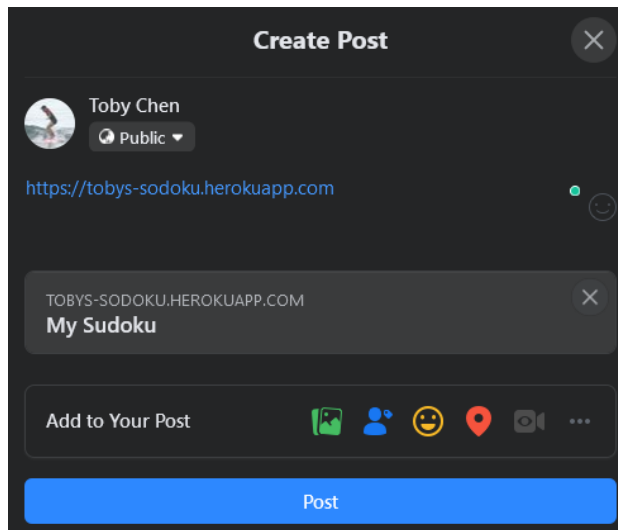 Create Post
Toby Chen
Public
https://tobys-sodoku.herokuapp.com
TOBYS-SODOKU.HEROKUAPP.COM
My Sudoku
Add to Your Post
Post